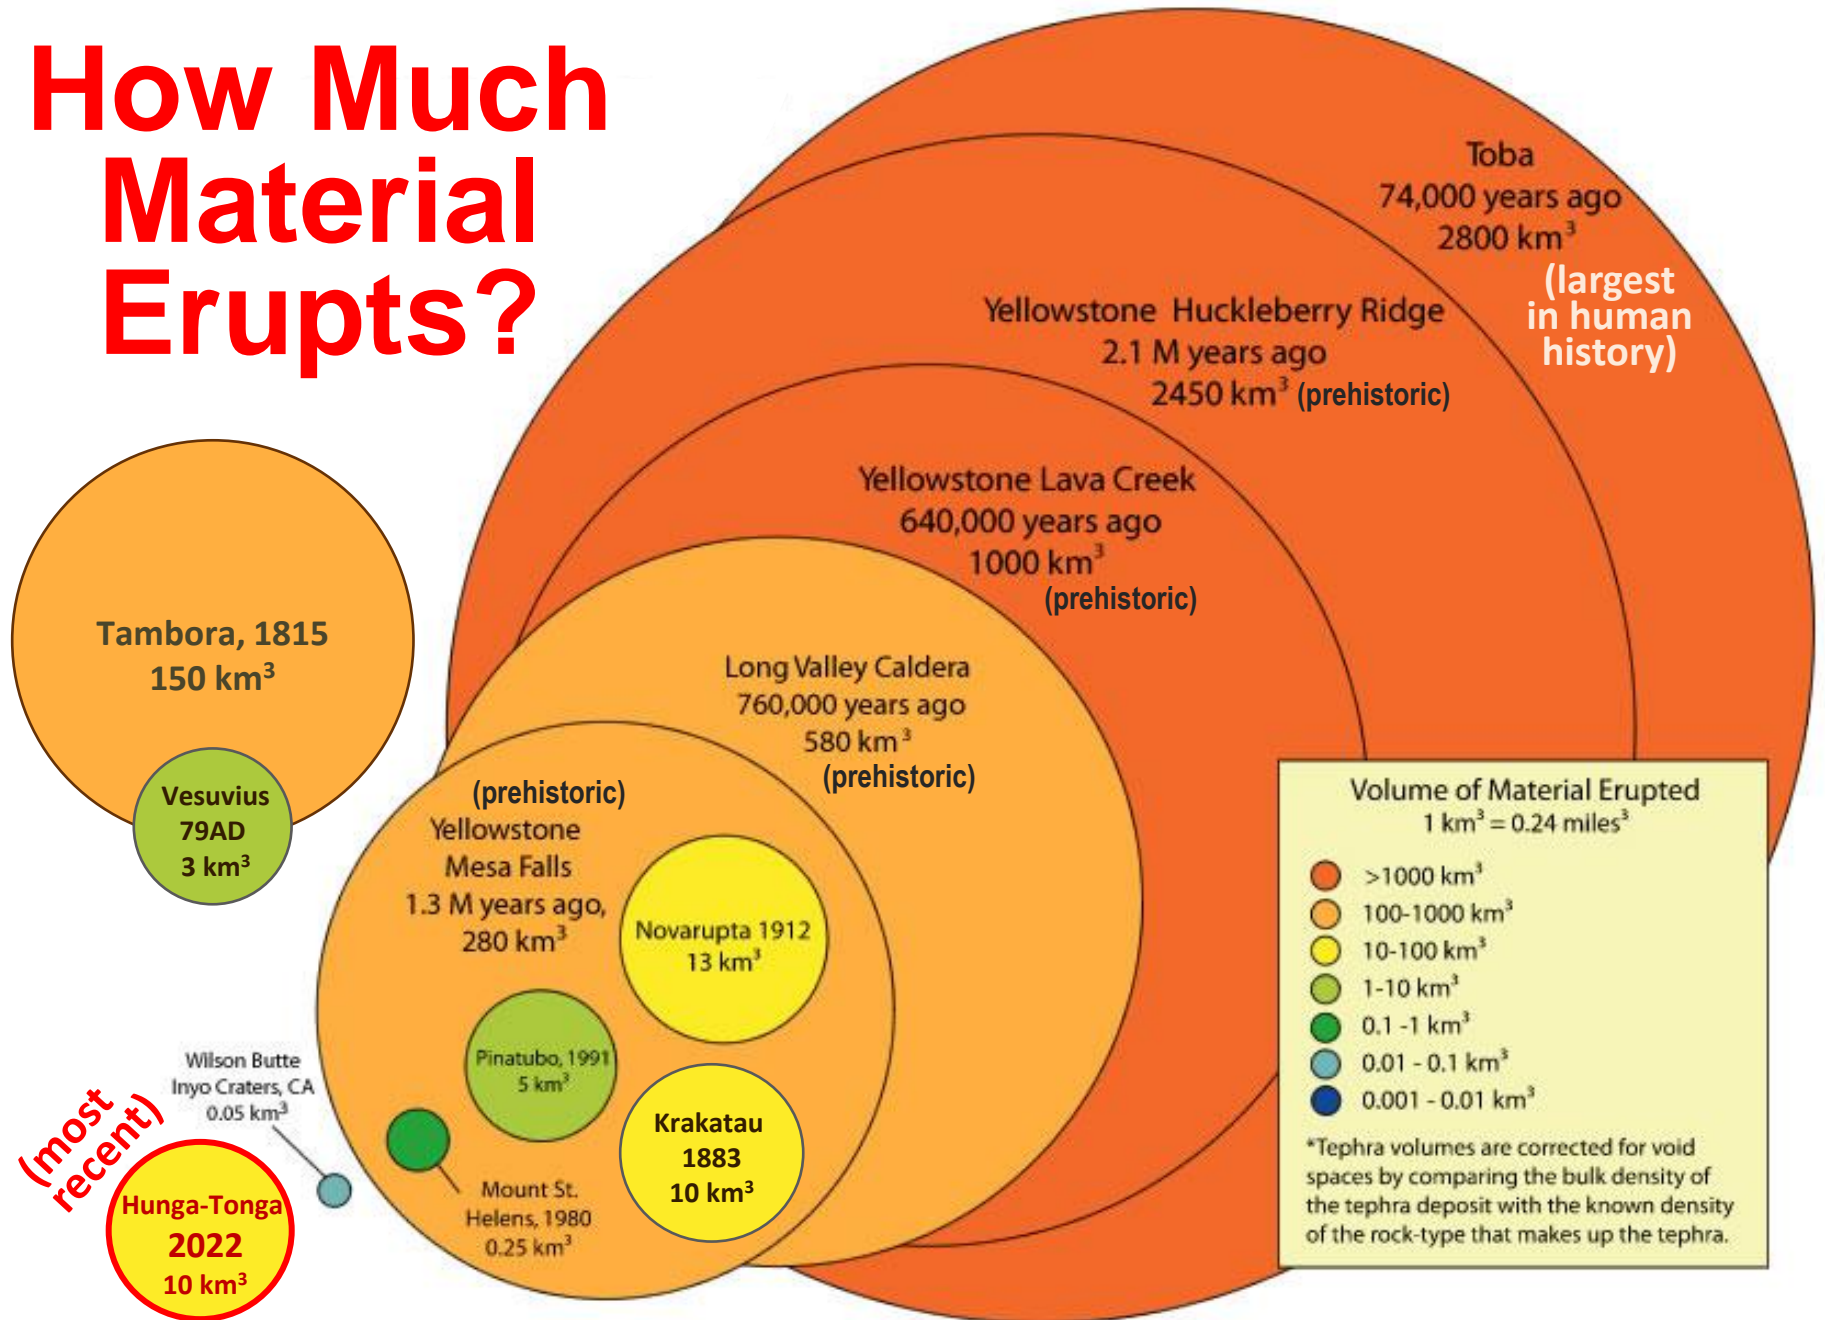 How Much
Material
Erupts?
Toba
74,000 years ago
2800 km³
(largest
in human
history)
Yellowstone Huckleberry Ridge
2.1 M years ago
2450 km³ (prehistoric)
Yellowstone Lava Creek
640,000 years ago
1000 km³
(prehistoric)
Long Valley Caldera
760,000 years ago
580 km³
(prehistoric)
Tambora, 1815
150 km³
Vesuvius
79AD
3 km³
(prehistoric)
Yellowstone
Mesa Falls
1.3 M years ago,
280 km³
Novarupta 1912
13 km³
Pinatubo, 1991
5 km³
Krakatau
1883
10 km³
Mount St.
Helens, 1980
0.25 km³
Wilson Butte
Inyo Craters, CA
0.05 km³
(most
recent)
Hunga-Tonga
2022
10 km³
Volume of Material Erupted
1 km³ = 0.24 miles³
>1000 km³
100-1000 km³
10-100 km³
1-10 km³
0.1 -1 km³
0.01 - 0.1 km³
0.001 - 0.01 km³
*Tephra volumes are corrected for void
spaces by comparing the bulk density of
the tephra deposit with the known density
of the rock-type that makes up the tephra.